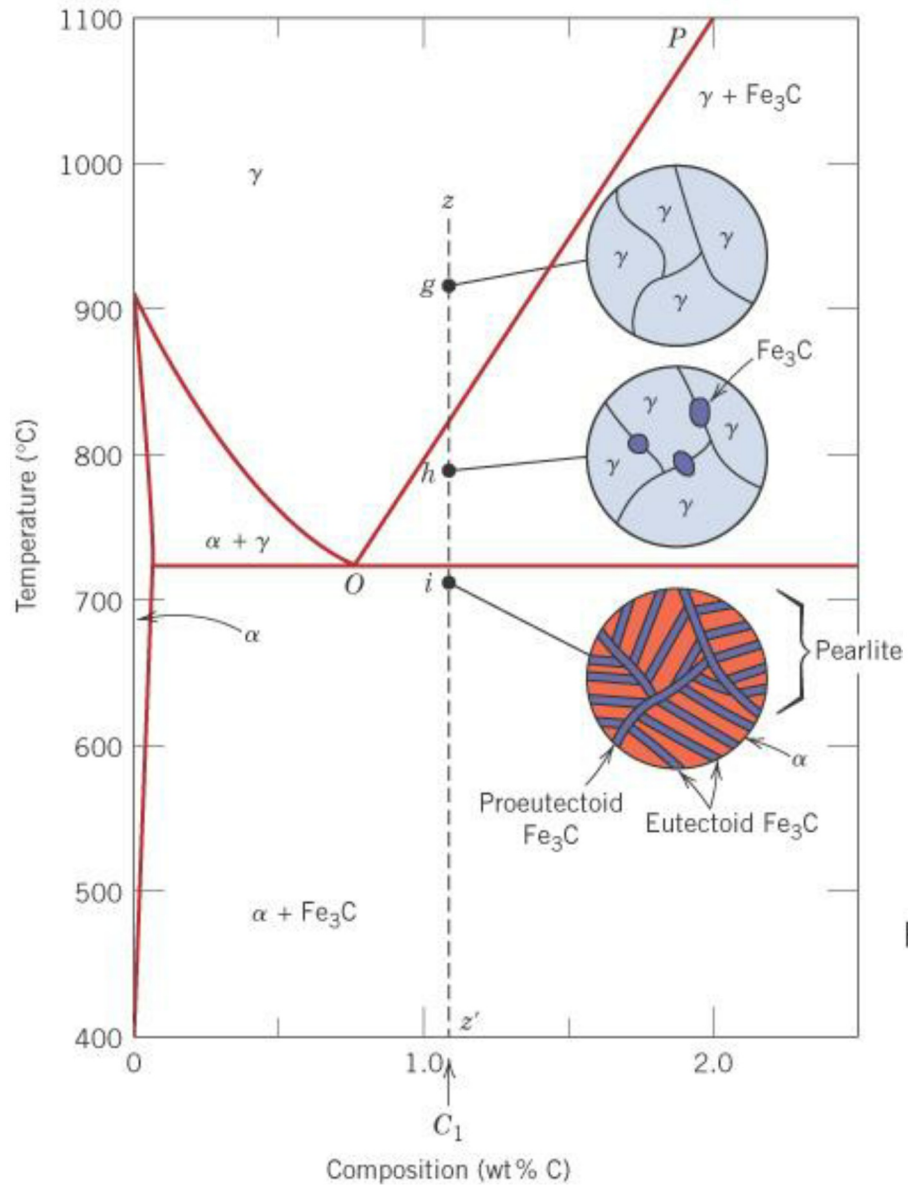 1100
P
γ + Fe₃C
1000
γ
z
γ
γ
γ
γ
g
900
Fe₃C
γ
γ
γ
γ
800
h
Temperature (°C)
α + γ
O
i
700
α
Pearlite
600
α
Proeutectoid
Fe₃C
Eutectoid Fe₃C
500
α + Fe₃C
z′
400
0
1.0
2.0
C₁
Composition (wt% C)